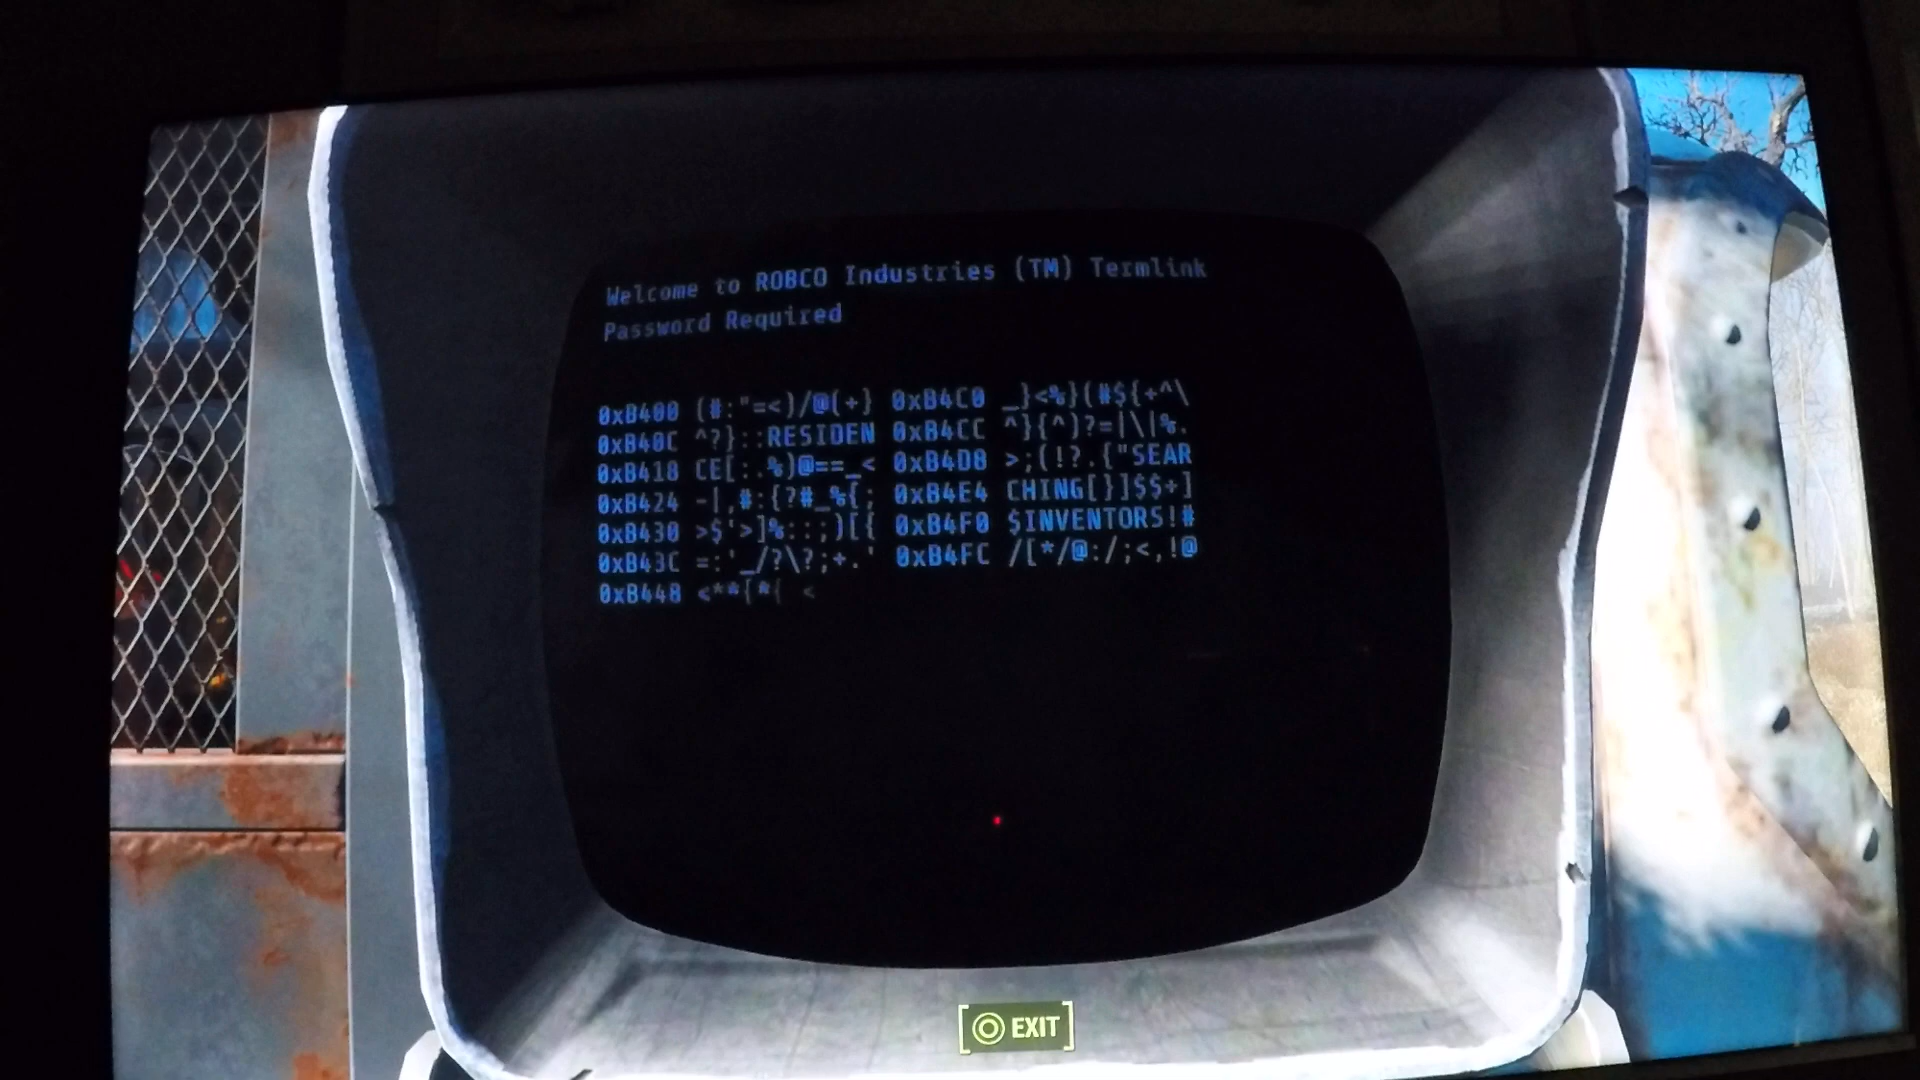 Welcome to ROBCO Industries (TM) Termlink
Password Required
0xB400 (#:"=<)/@(+} 0xB4C0 _}<%}(#${+^\
0xB40C ^?}::RESIDEN 0xB4CC ^}{^)?=|\|%.
0xB418 CE[:.%)@==_< 0xB4D8 >;(!?.{"SEAR
0xB424 -|,#:{?#_%{; 0xB4E4 CHING[}]$$+]
0xB430 >$'>]%::;)[{ 0xB4F0 $INVENTORS!#
0xB43C =:'_/?\?;+.' 0xB4FC /[*/@:/;<,!@
0xB448 <**{*{ <
EXIT